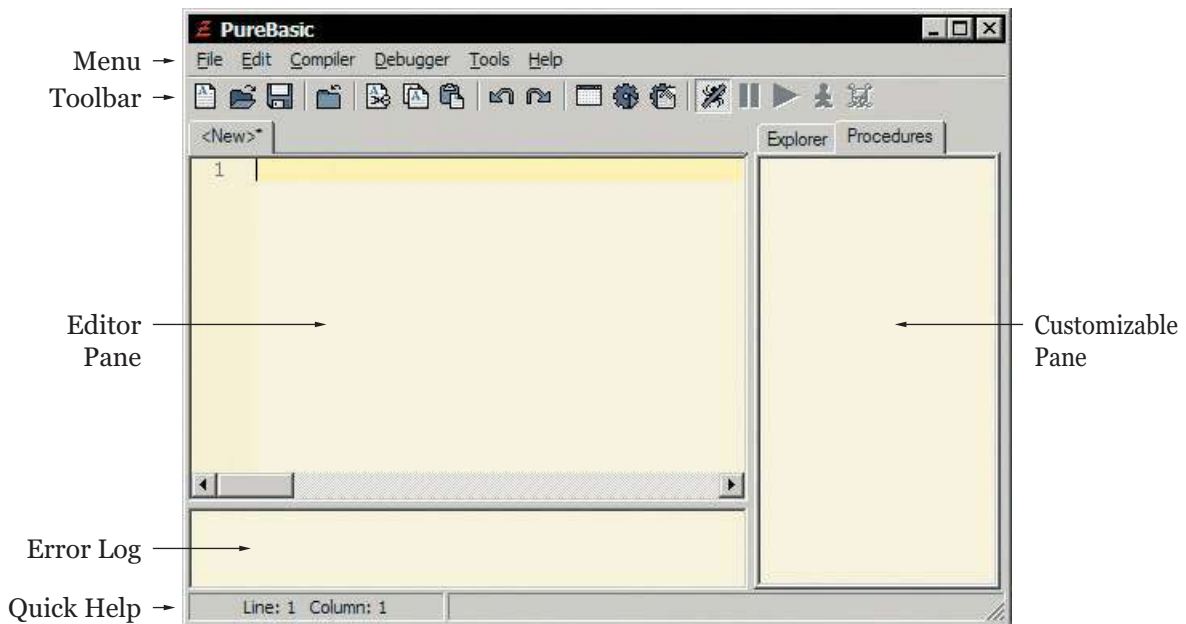 PureBasic
Menu
File Edit Compiler Debugger Tools Help
Toolbar
<New>*
Explorer Procedures
1
Editor
Pane
Customizable
Pane
Error Log
Quick Help
Line: 1 Column: 1